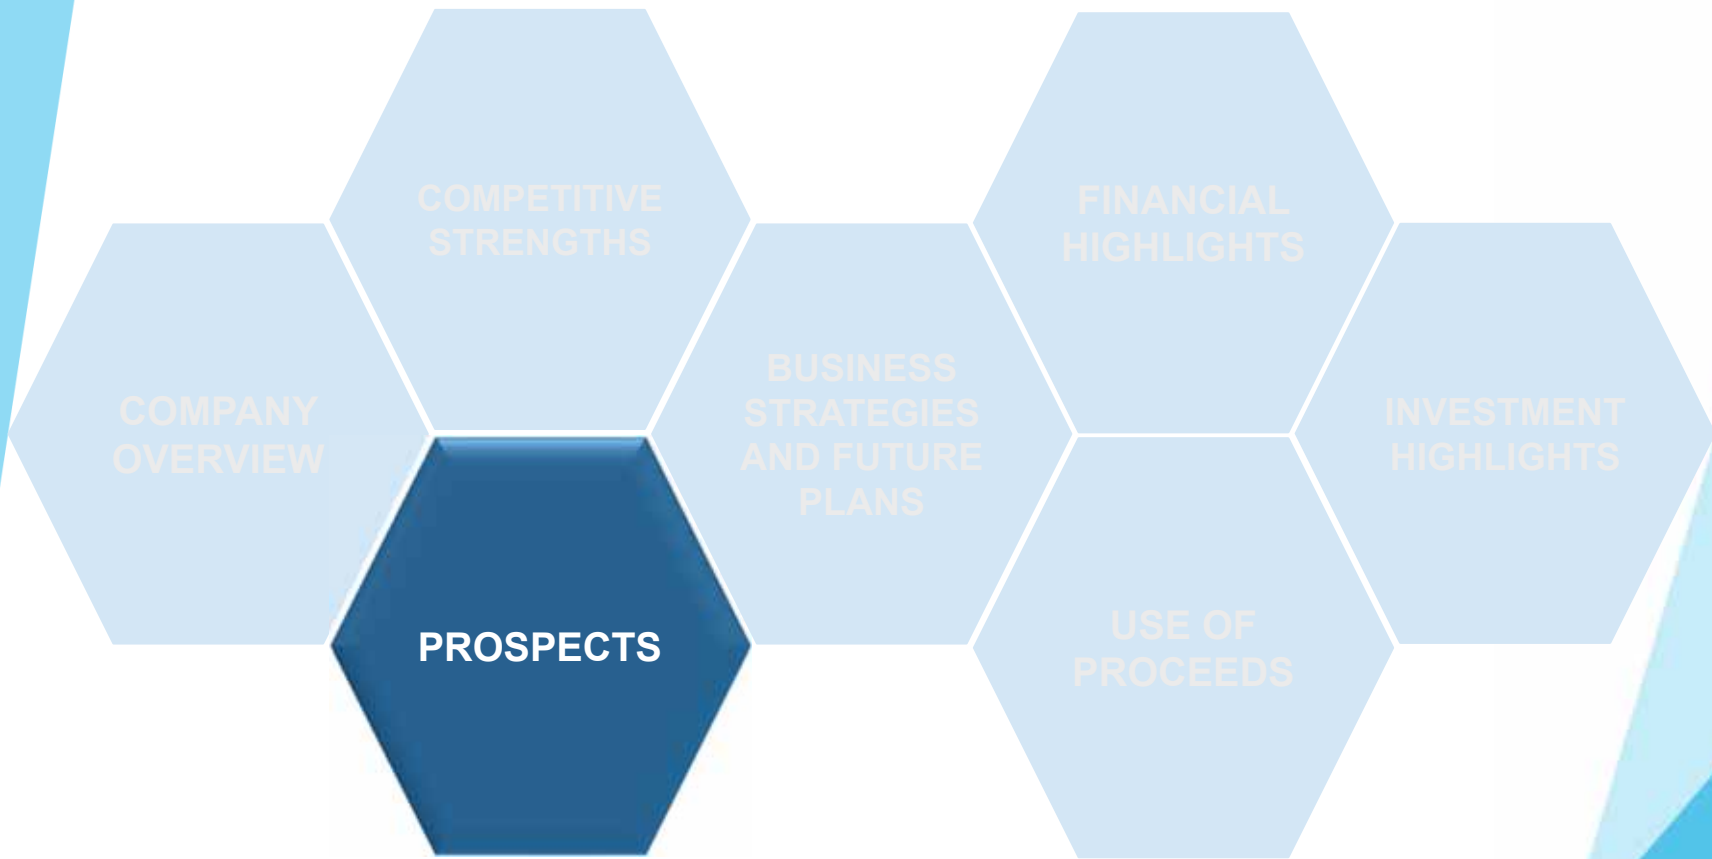 COMPETITIVE
STRENGTHS
FINANCIAL
HIGHLIGHTS
COMPANY
OVERVIEW
BUSINESS
STRATEGIES
AND FUTURE
PLANS
INVESTMENT
HIGHLIGHTS
PROSPECTS
USE OF
PROCEEDS